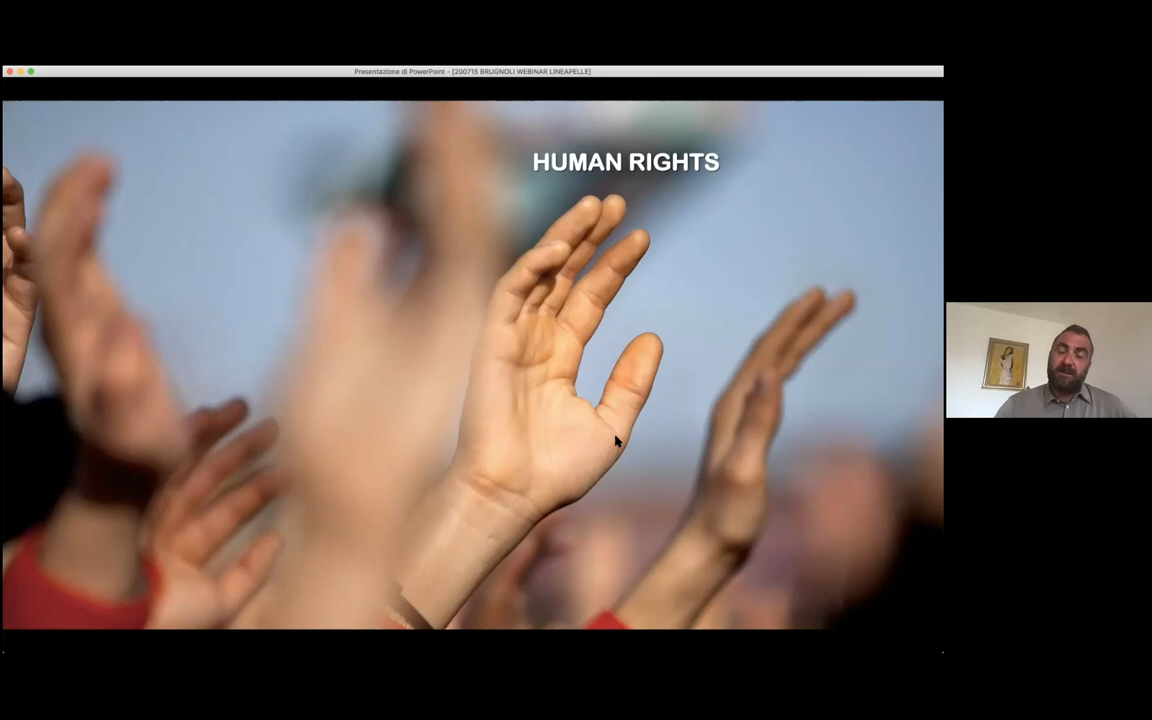 Presentazione di PowerPoint - [200715 BRUGNOLI WEBINAR LINEAPELLE]
HUMAN RIGHTS